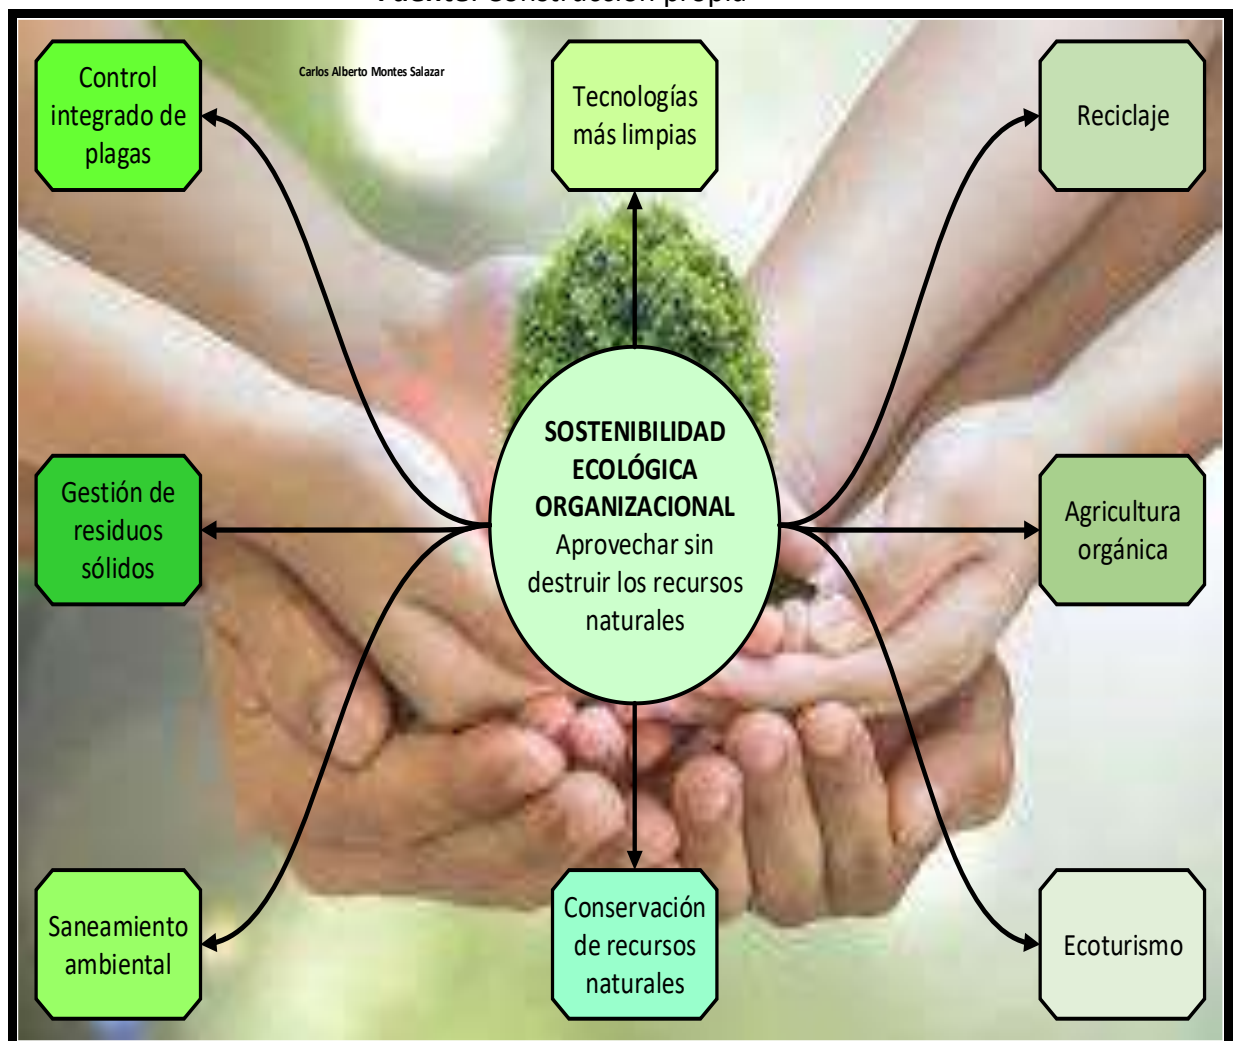 Control
integrado de
plagas
Carlos Alberto Montes Salazar
Tecnologías
más limpias
Reciclaje
SOSTENIBILIDAD
ECOLÓGICA
ORGANIZACIONAL
Aprovechar sin
destruir los recursos
naturales
Gestión de
residuos
sólidos
Agricultura
orgánica
Saneamiento
ambiental
Conservación
de recursos
naturales
Ecoturismo